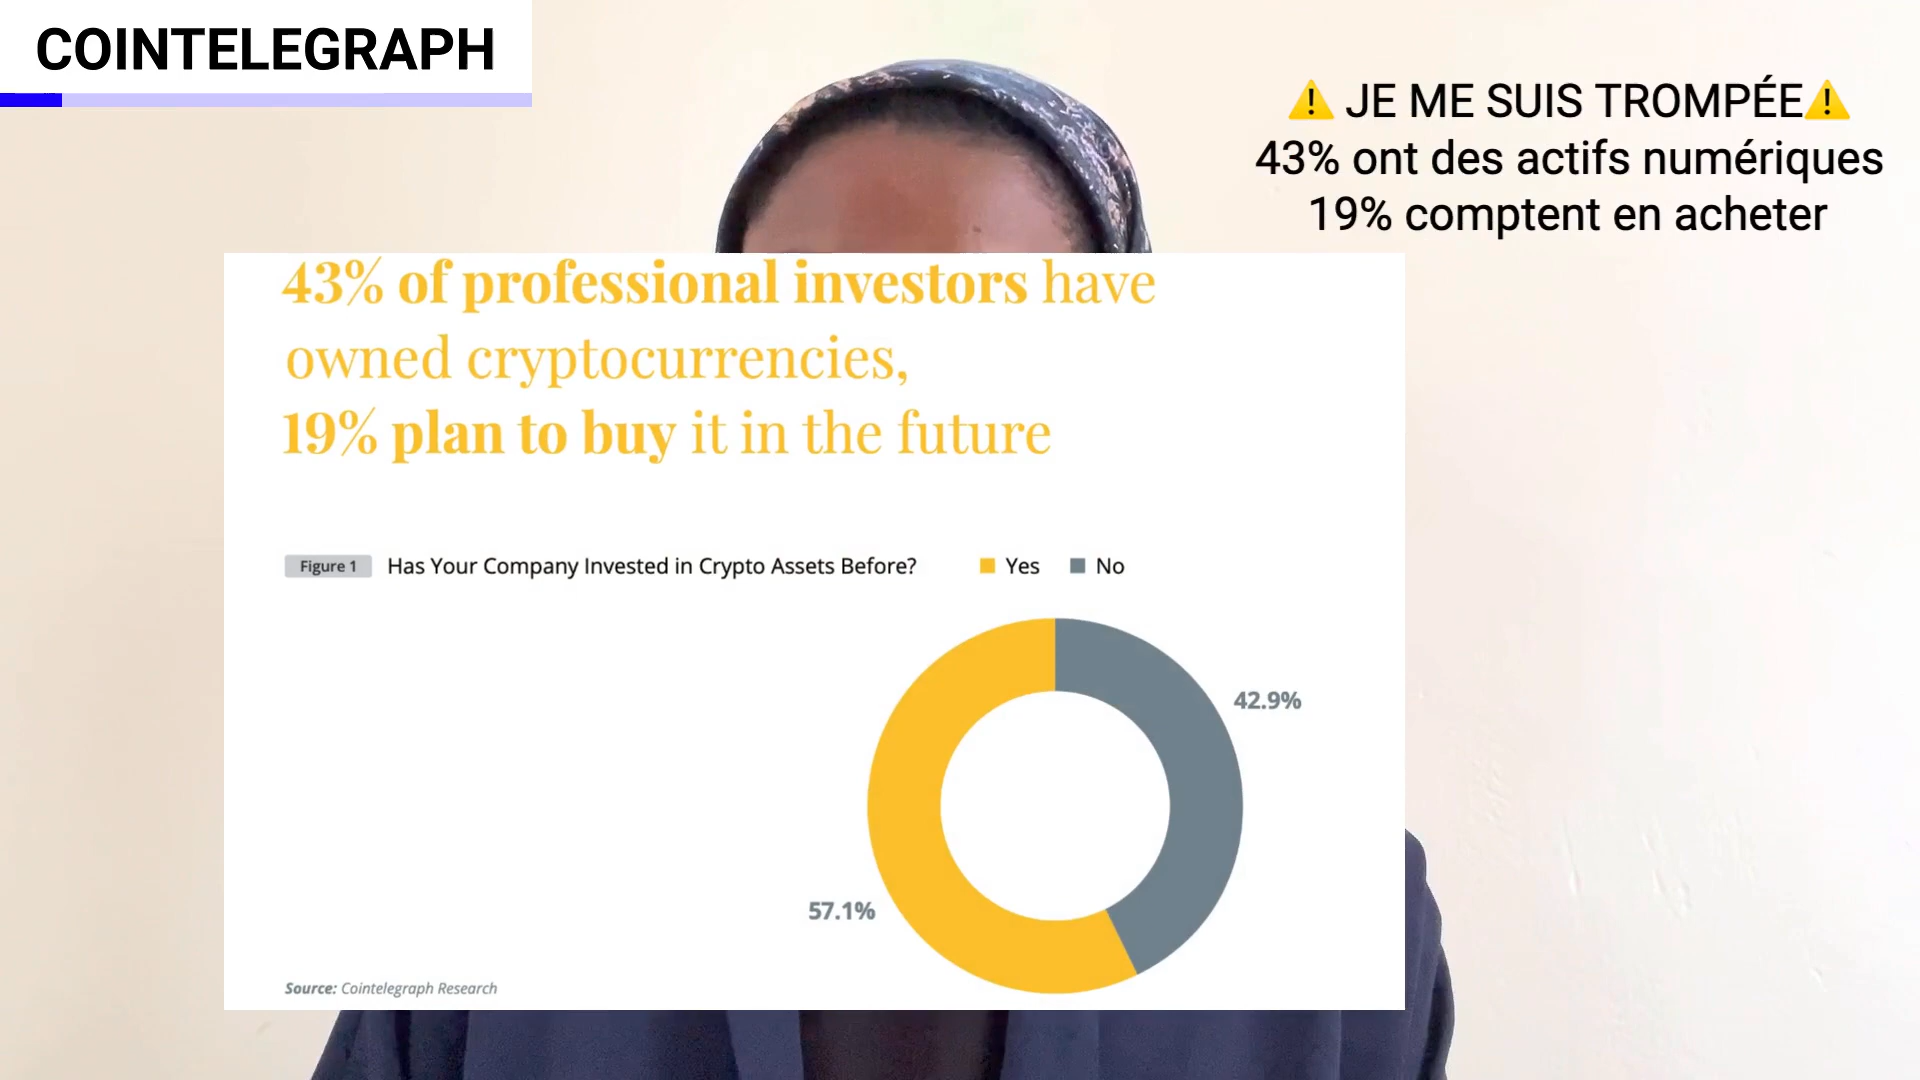 COINTELEGRAPH
⚠️ JE ME SUIS TROMPÉE⚠️
43% ont des actifs numériques
19% comptent en acheter
43% of professional investors have
owned cryptocurrencies,
19% plan to buy it in the future
Figure 1 Has Your Company Invested in Crypto Assets Before? Yes No
42.9%
57.1%
Source: Cointelegraph Research